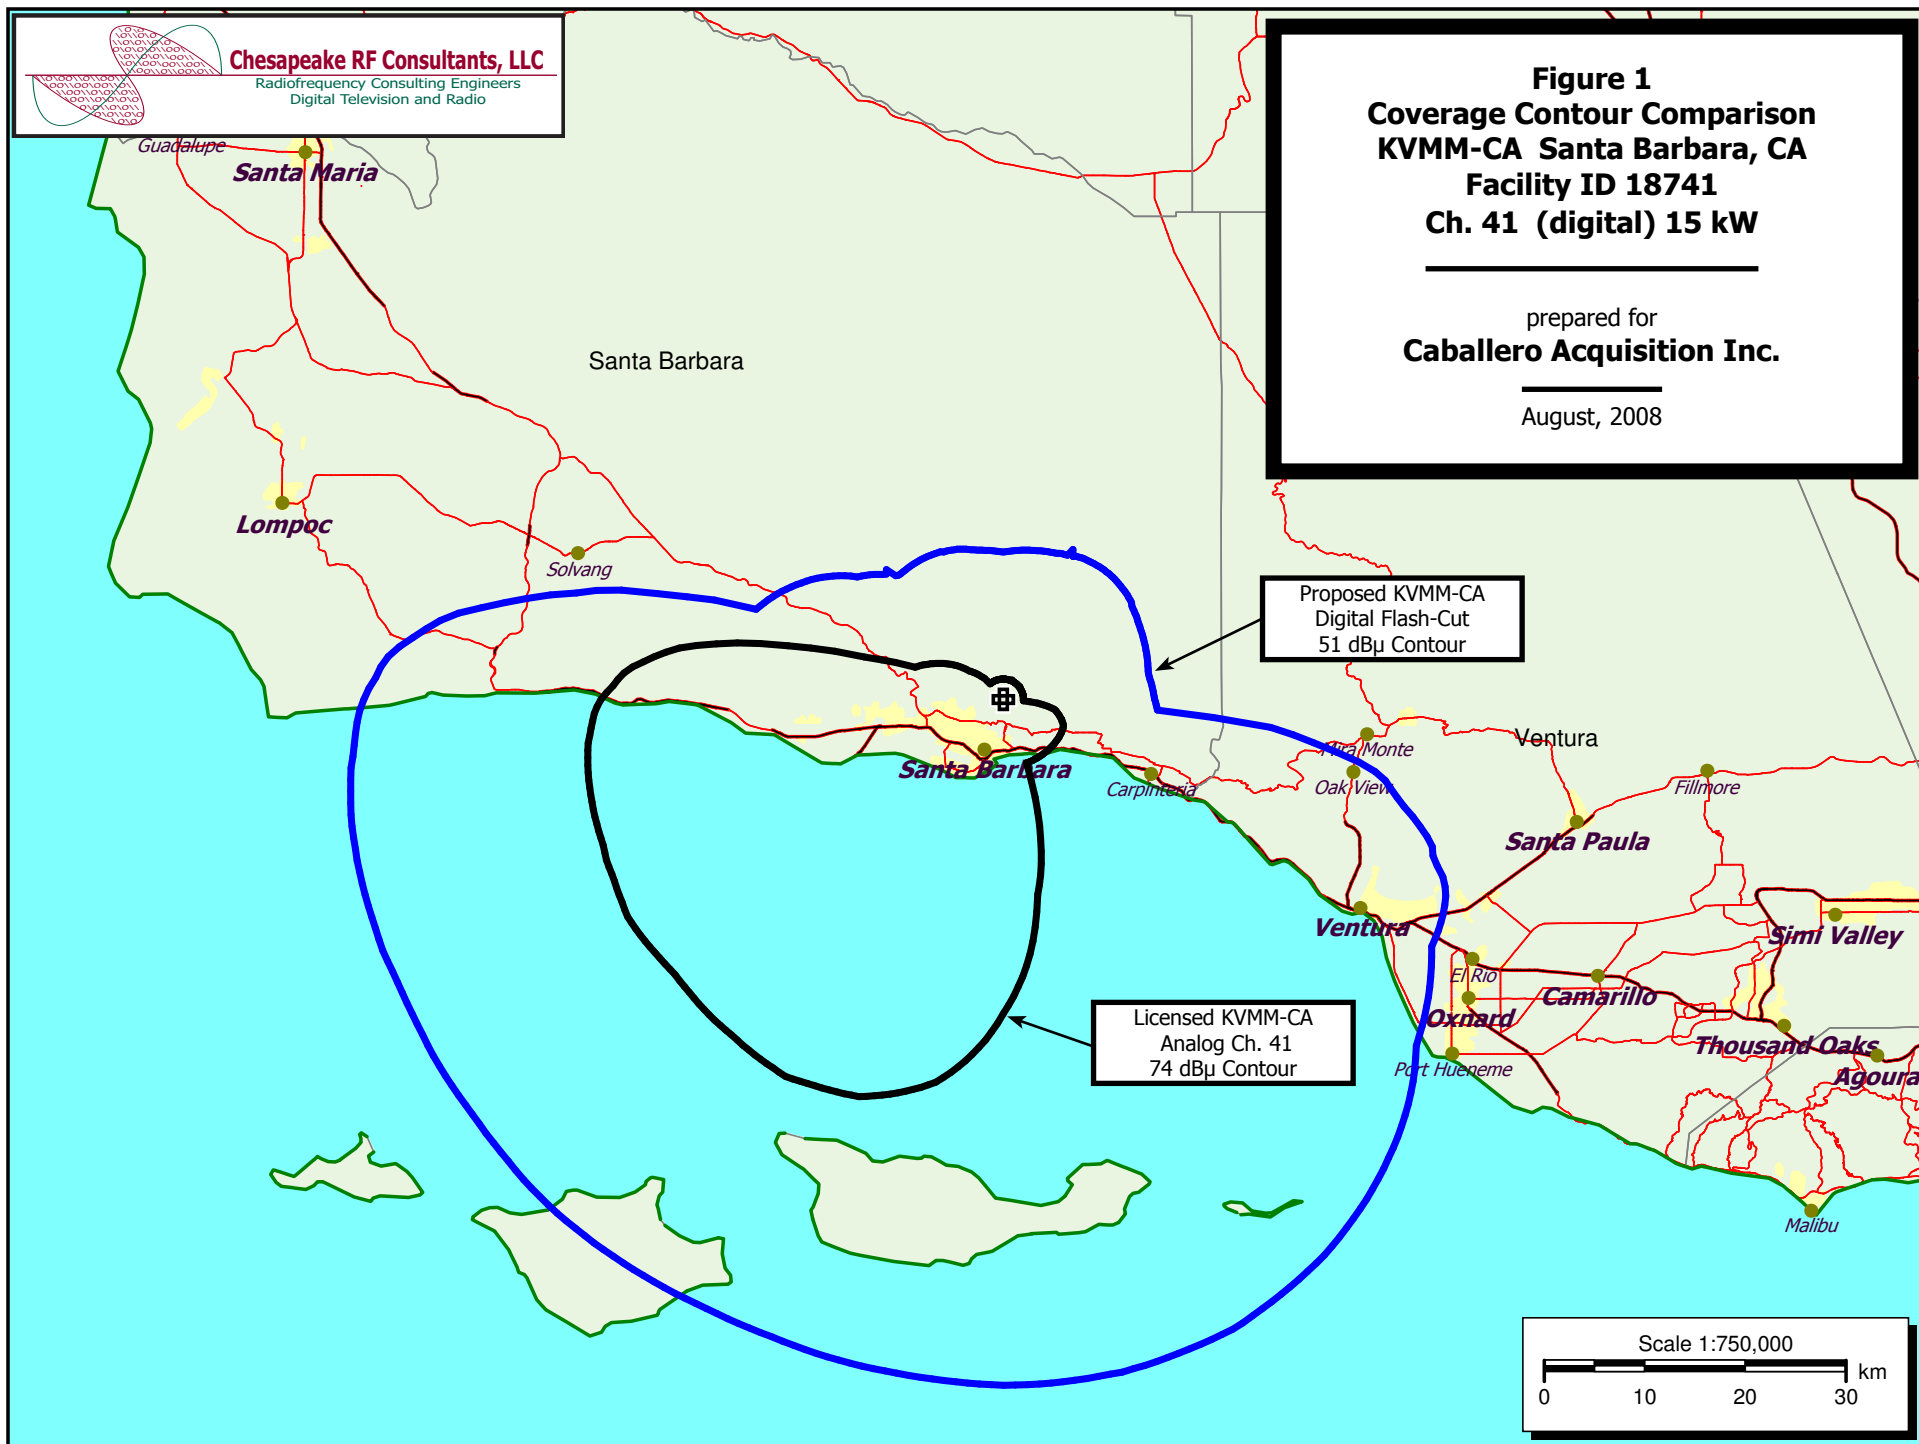 Chesapeake RF Consultants, LLC
Radiofrequency Consulting Engineers
Digital Television and Radio
Figure 1
Coverage Contour Comparison
KVMM-CA Santa Barbara, CA
Facility ID 18741
Ch. 41 (digital) 15 kW
prepared for
Caballero Acquisition Inc.
August, 2008
Guadalupe
Santa Maria
Santa Barbara
Lompoc
Solvang
Proposed KVMM-CA
Digital Flash-Cut
51 dBµ Contour
Mira Monte
Ventura
Santa Barbara
Carpinteria
Oak View
Fillmore
Santa Paula
Ventura
Simi Valley
El Rio
Camarillo
Oxnard
Licensed KVMM-CA
Analog Ch. 41
74 dBµ Contour
Thousand Oaks
Port Hueneme
Agoura
Malibu
Scale 1:750,000
km
0 10 20 30